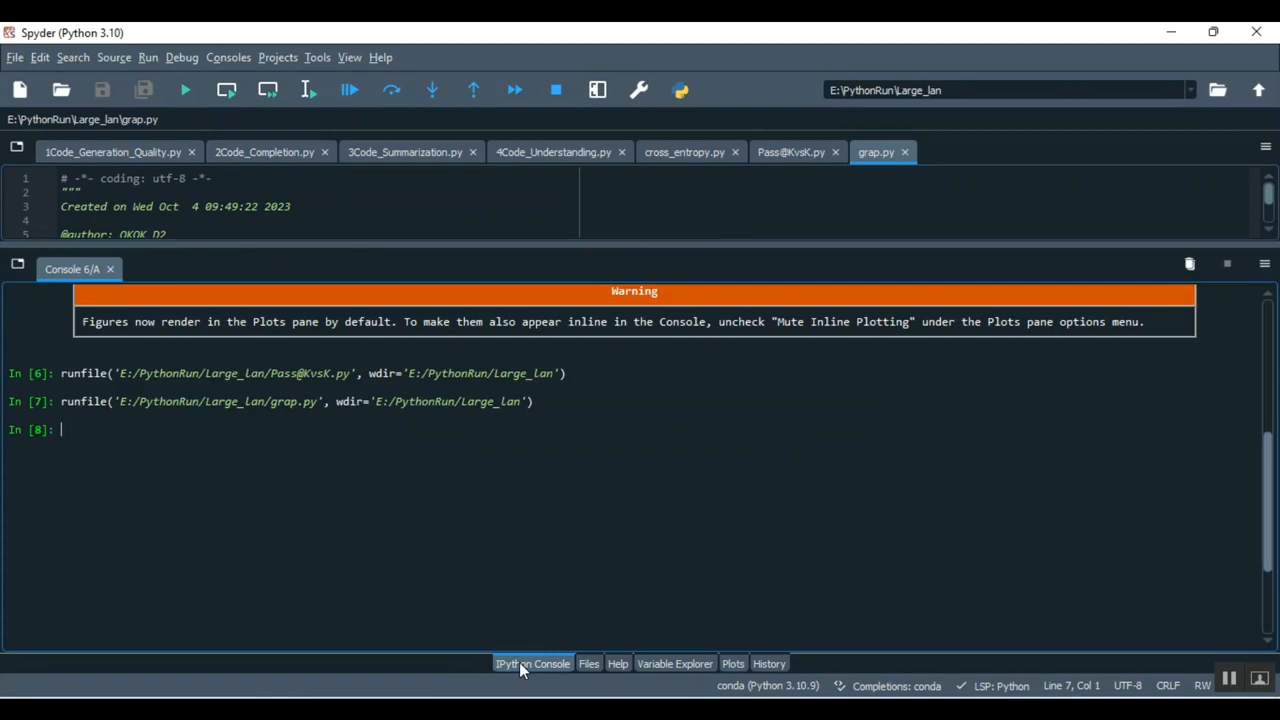 Spyder (Python 3.10)
File Edit Search Source Run Debug Consoles Projects Tools View Help
E:\PythonRun\Large_lan
E:\PythonRun\Large_lan\grap.py
1Code_Generation_Quality.py 2Code_Completion.py 3Code_Summarization.py 4Code_Understanding.py cross_entropy.py Pass@KvsK.py grap.py
1 # -*- coding: utf-8 -*-
2 """
3 Created on Wed Oct  4 09:49:22 2023
4
5 @author: OKOK D2
Console 6/A
Warning
Figures now render in the Plots pane by default. To make them also appear inline in the Console, uncheck "Mute Inline Plotting" under the Plots pane options menu.
In [6]: runfile('E:/PythonRun/Large_lan/Pass@KvsK.py', wdir='E:/PythonRun/Large_lan')
In [7]: runfile('E:/PythonRun/Large_lan/grap.py', wdir='E:/PythonRun/Large_lan')
In [8]:
IPython Console Files Help Variable Explorer Plots History
conda (Python 3.10.9) Completions: conda LSP: Python Line 7, Col 1 UTF-8 CRLF RW